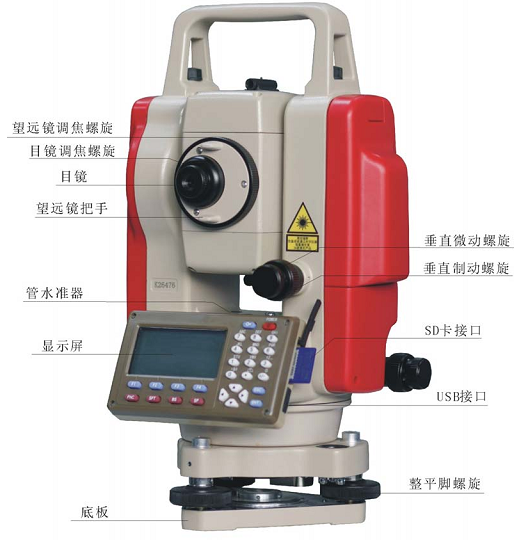 望远镜调焦螺旋
目镜调焦螺旋
目镜
望远镜把手
垂直微动螺旋
垂直制动螺旋
E26476
管水准器
显示屏
SD卡接口
USB接口
整平脚螺旋
底板